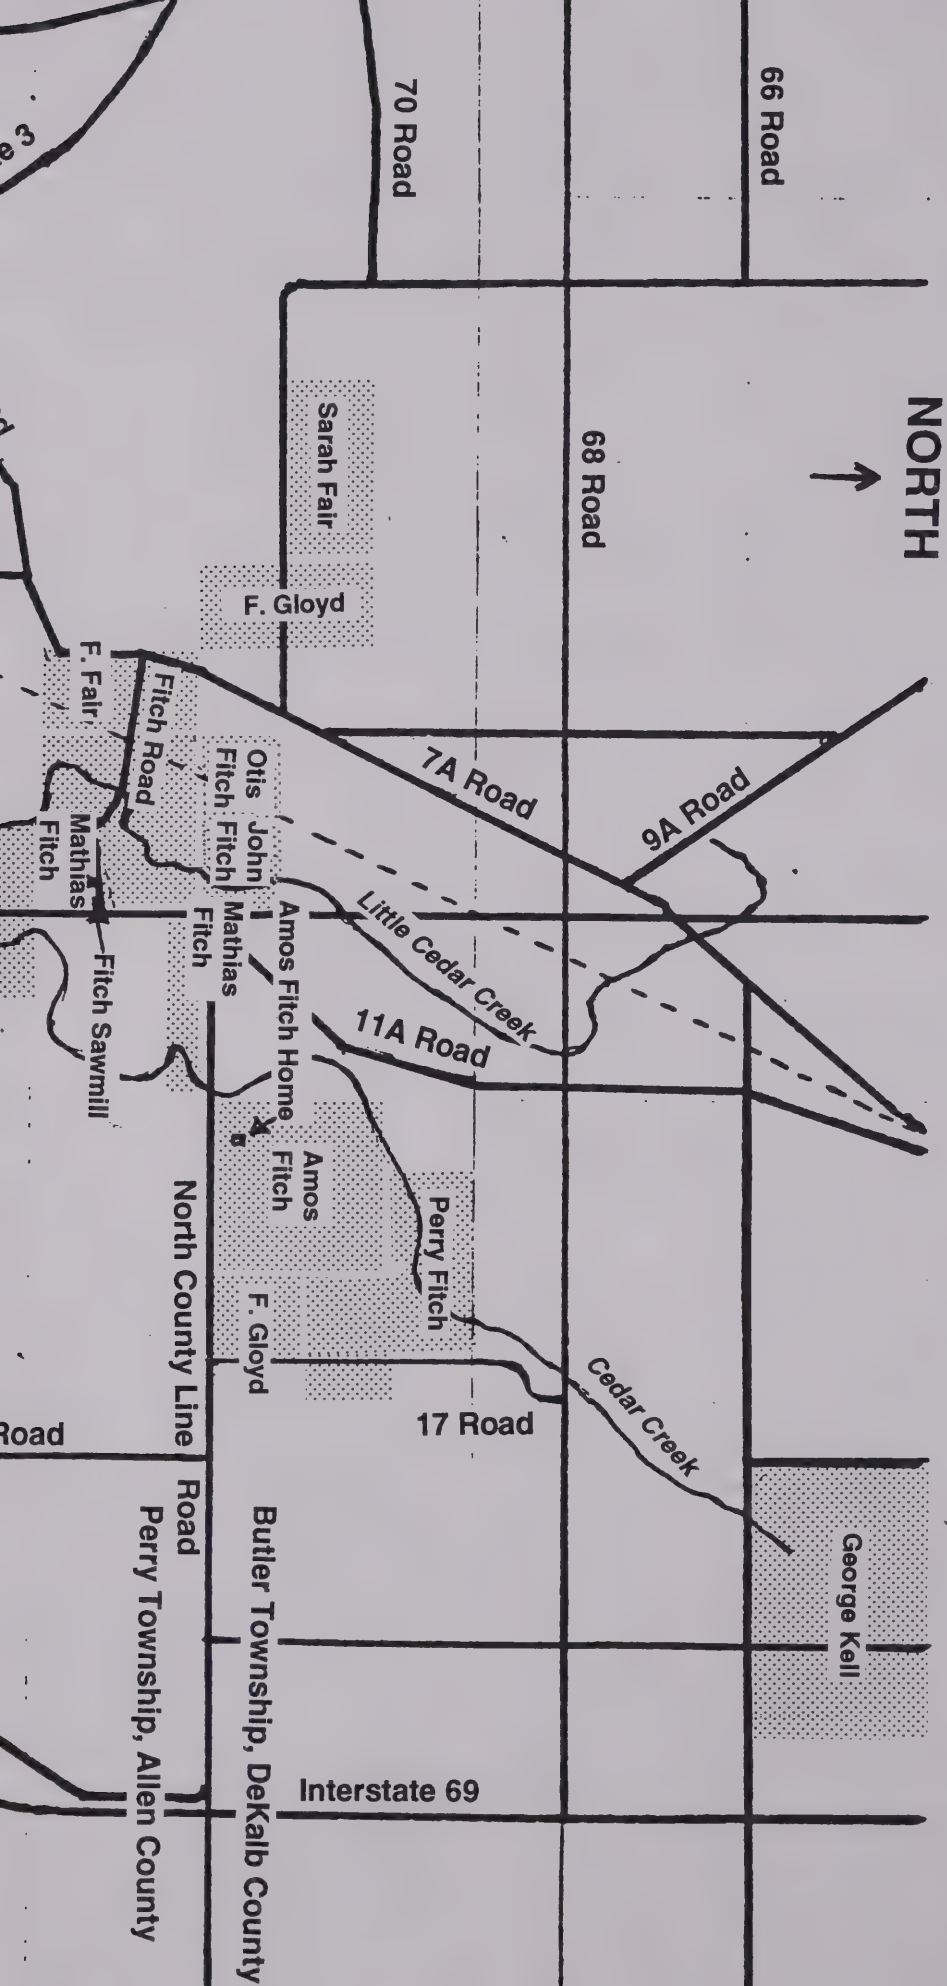 NORTH
66 Road
68 Road
70 Road
Sarah Fair
F. Gloyd
9A Road
7A Road
Little Cedar Creek
11A Road
Fitch Road
F. Fair
Otis John
Fitch Fitch
Mathias
Fitch
Mathias
Fitch
Amos Fitch Home
Fitch Sawmill
Amos
Fitch
Perry Fitch
F. Gloyd
17 Road
Cedar Creek
George Kell
North County Line Road
Road
Butler Township, DeKalb County
Perry Township, Allen County
Interstate 69
e 3
d